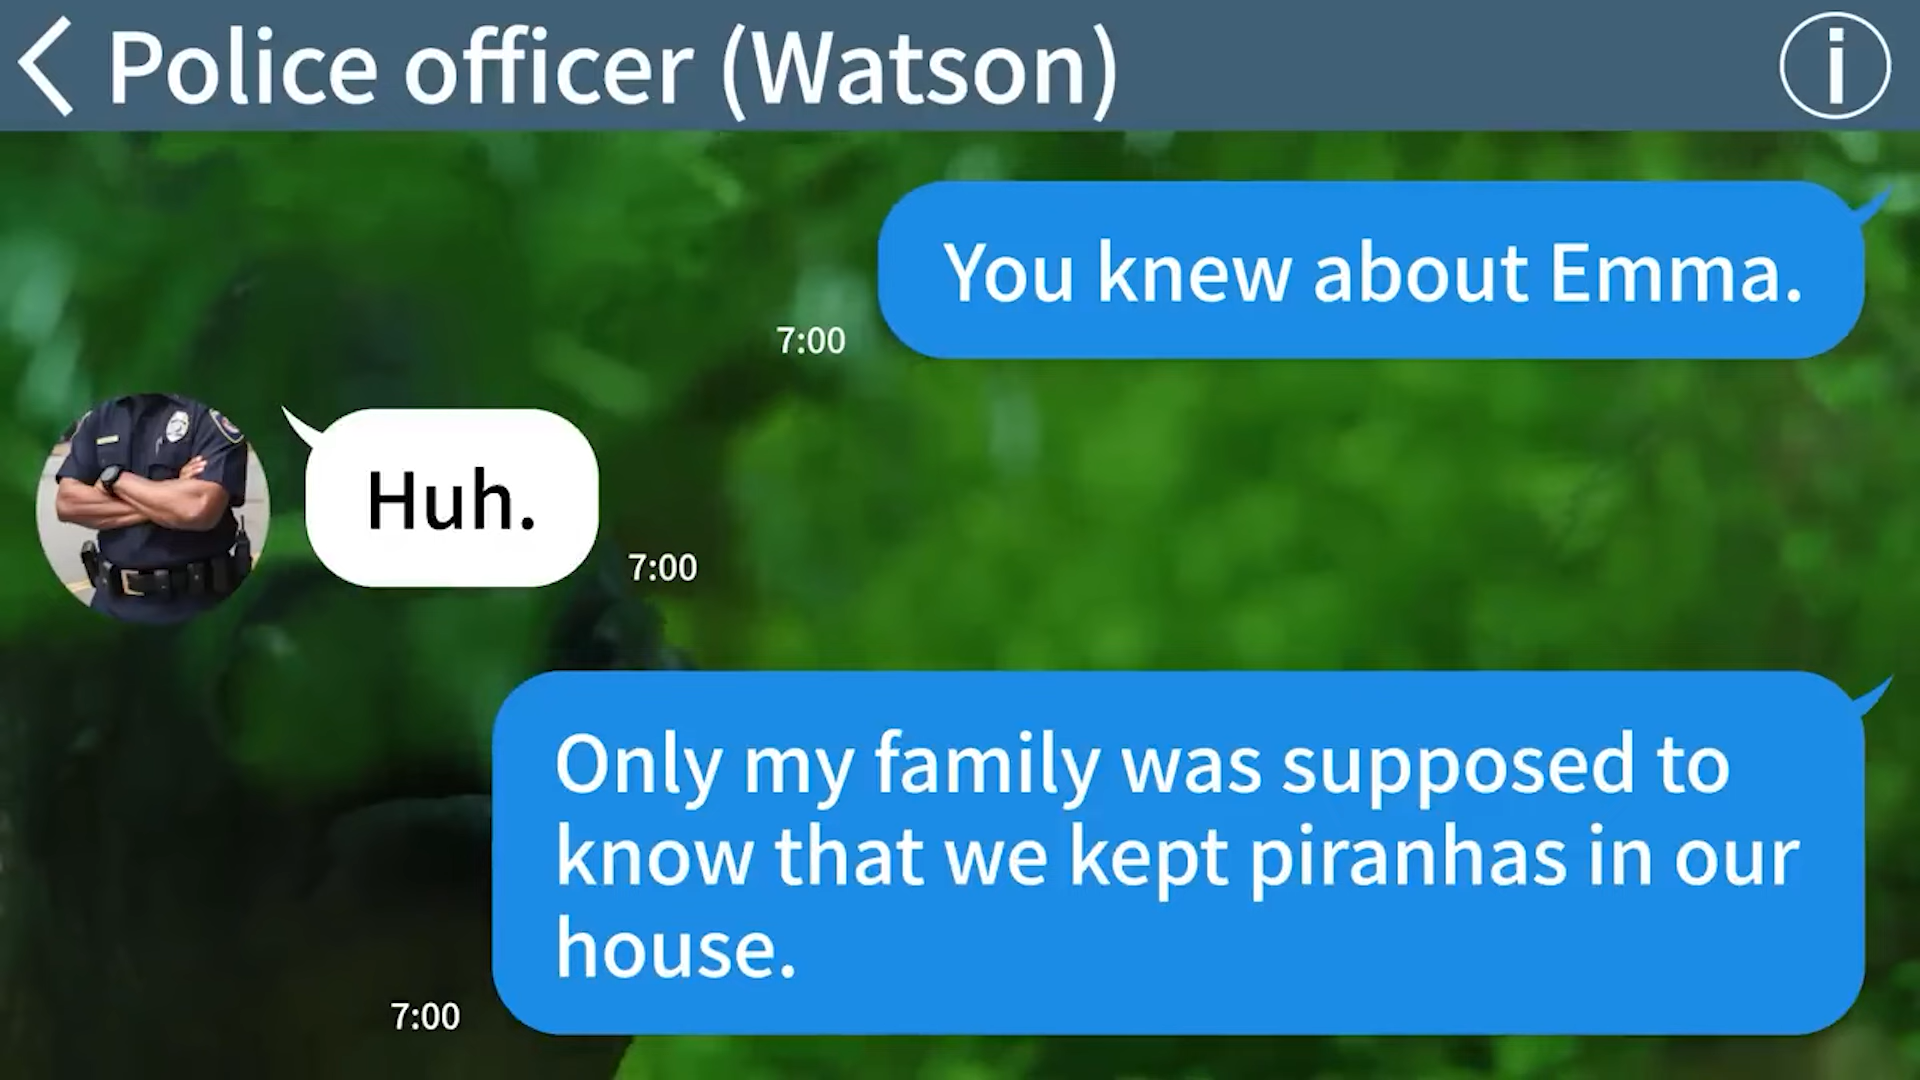 Police officer (Watson)
You knew about Emma.
7:00
Huh.
7:00
Only my family was supposed to
know that we kept piranhas in our
house.
7:00